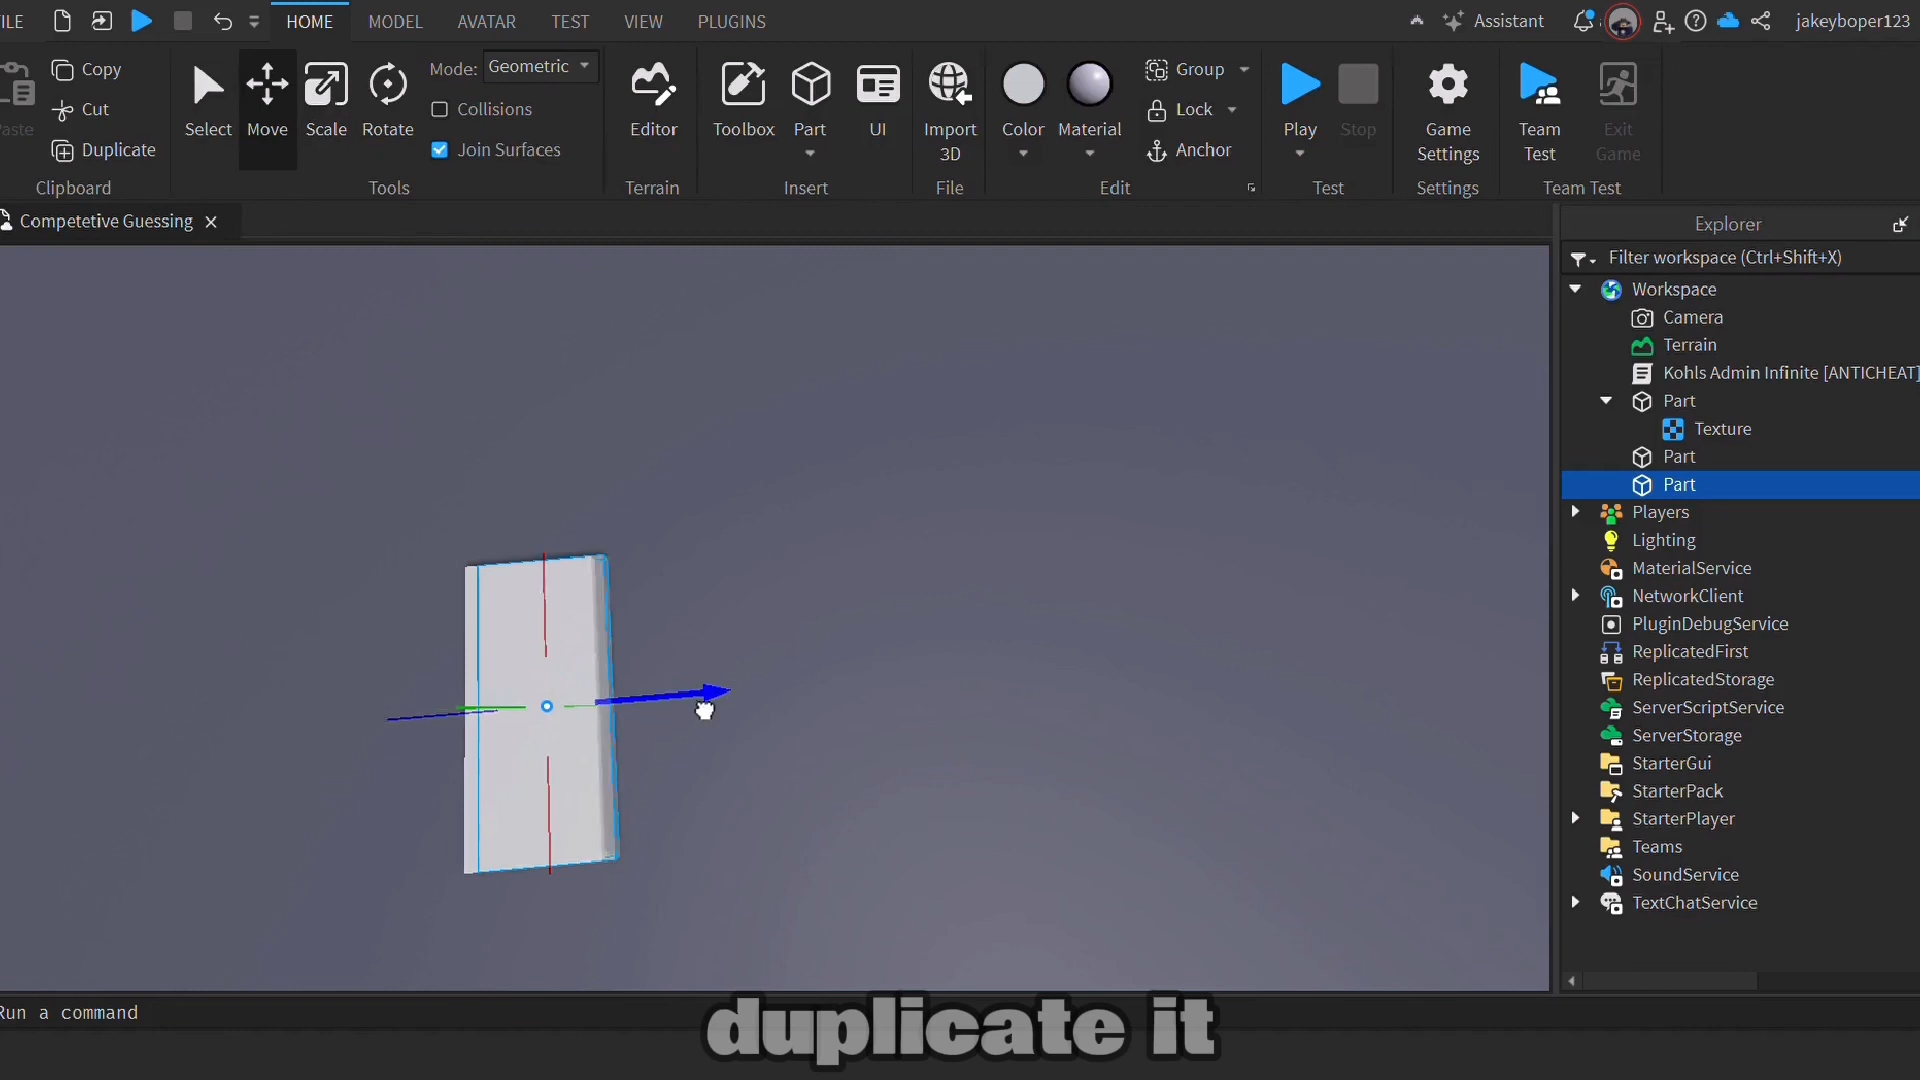 ILE
HOME
MODEL
AVATAR
TEST
VIEW
PLUGINS
Assistant
jakeyboper123
aste
Copy
Cut
Duplicate
Clipboard
Select
Move
Scale
Rotate
Mode: Geometric
Collisions
Join Surfaces
Tools
Editor
Terrain
Toolbox
Part
UI
Insert
Import
3D
File
Color
Material
Group
Lock
Anchor
Edit
Play
Stop
Test
Game
Settings
Settings
Team
Test
Exit
Game
Team Test
Competetive Guessing
Explorer
Filter workspace (Ctrl+Shift+X)
Workspace
Camera
Terrain
Kohls Admin Infinite [ANTICHEAT]
Part
Texture
Part
Part
Players
Lighting
MaterialService
NetworkClient
PluginDebugService
ReplicatedFirst
ReplicatedStorage
ServerScriptService
ServerStorage
StarterGui
StarterPack
StarterPlayer
Teams
SoundService
TextChatService
Run a command
duplicate it